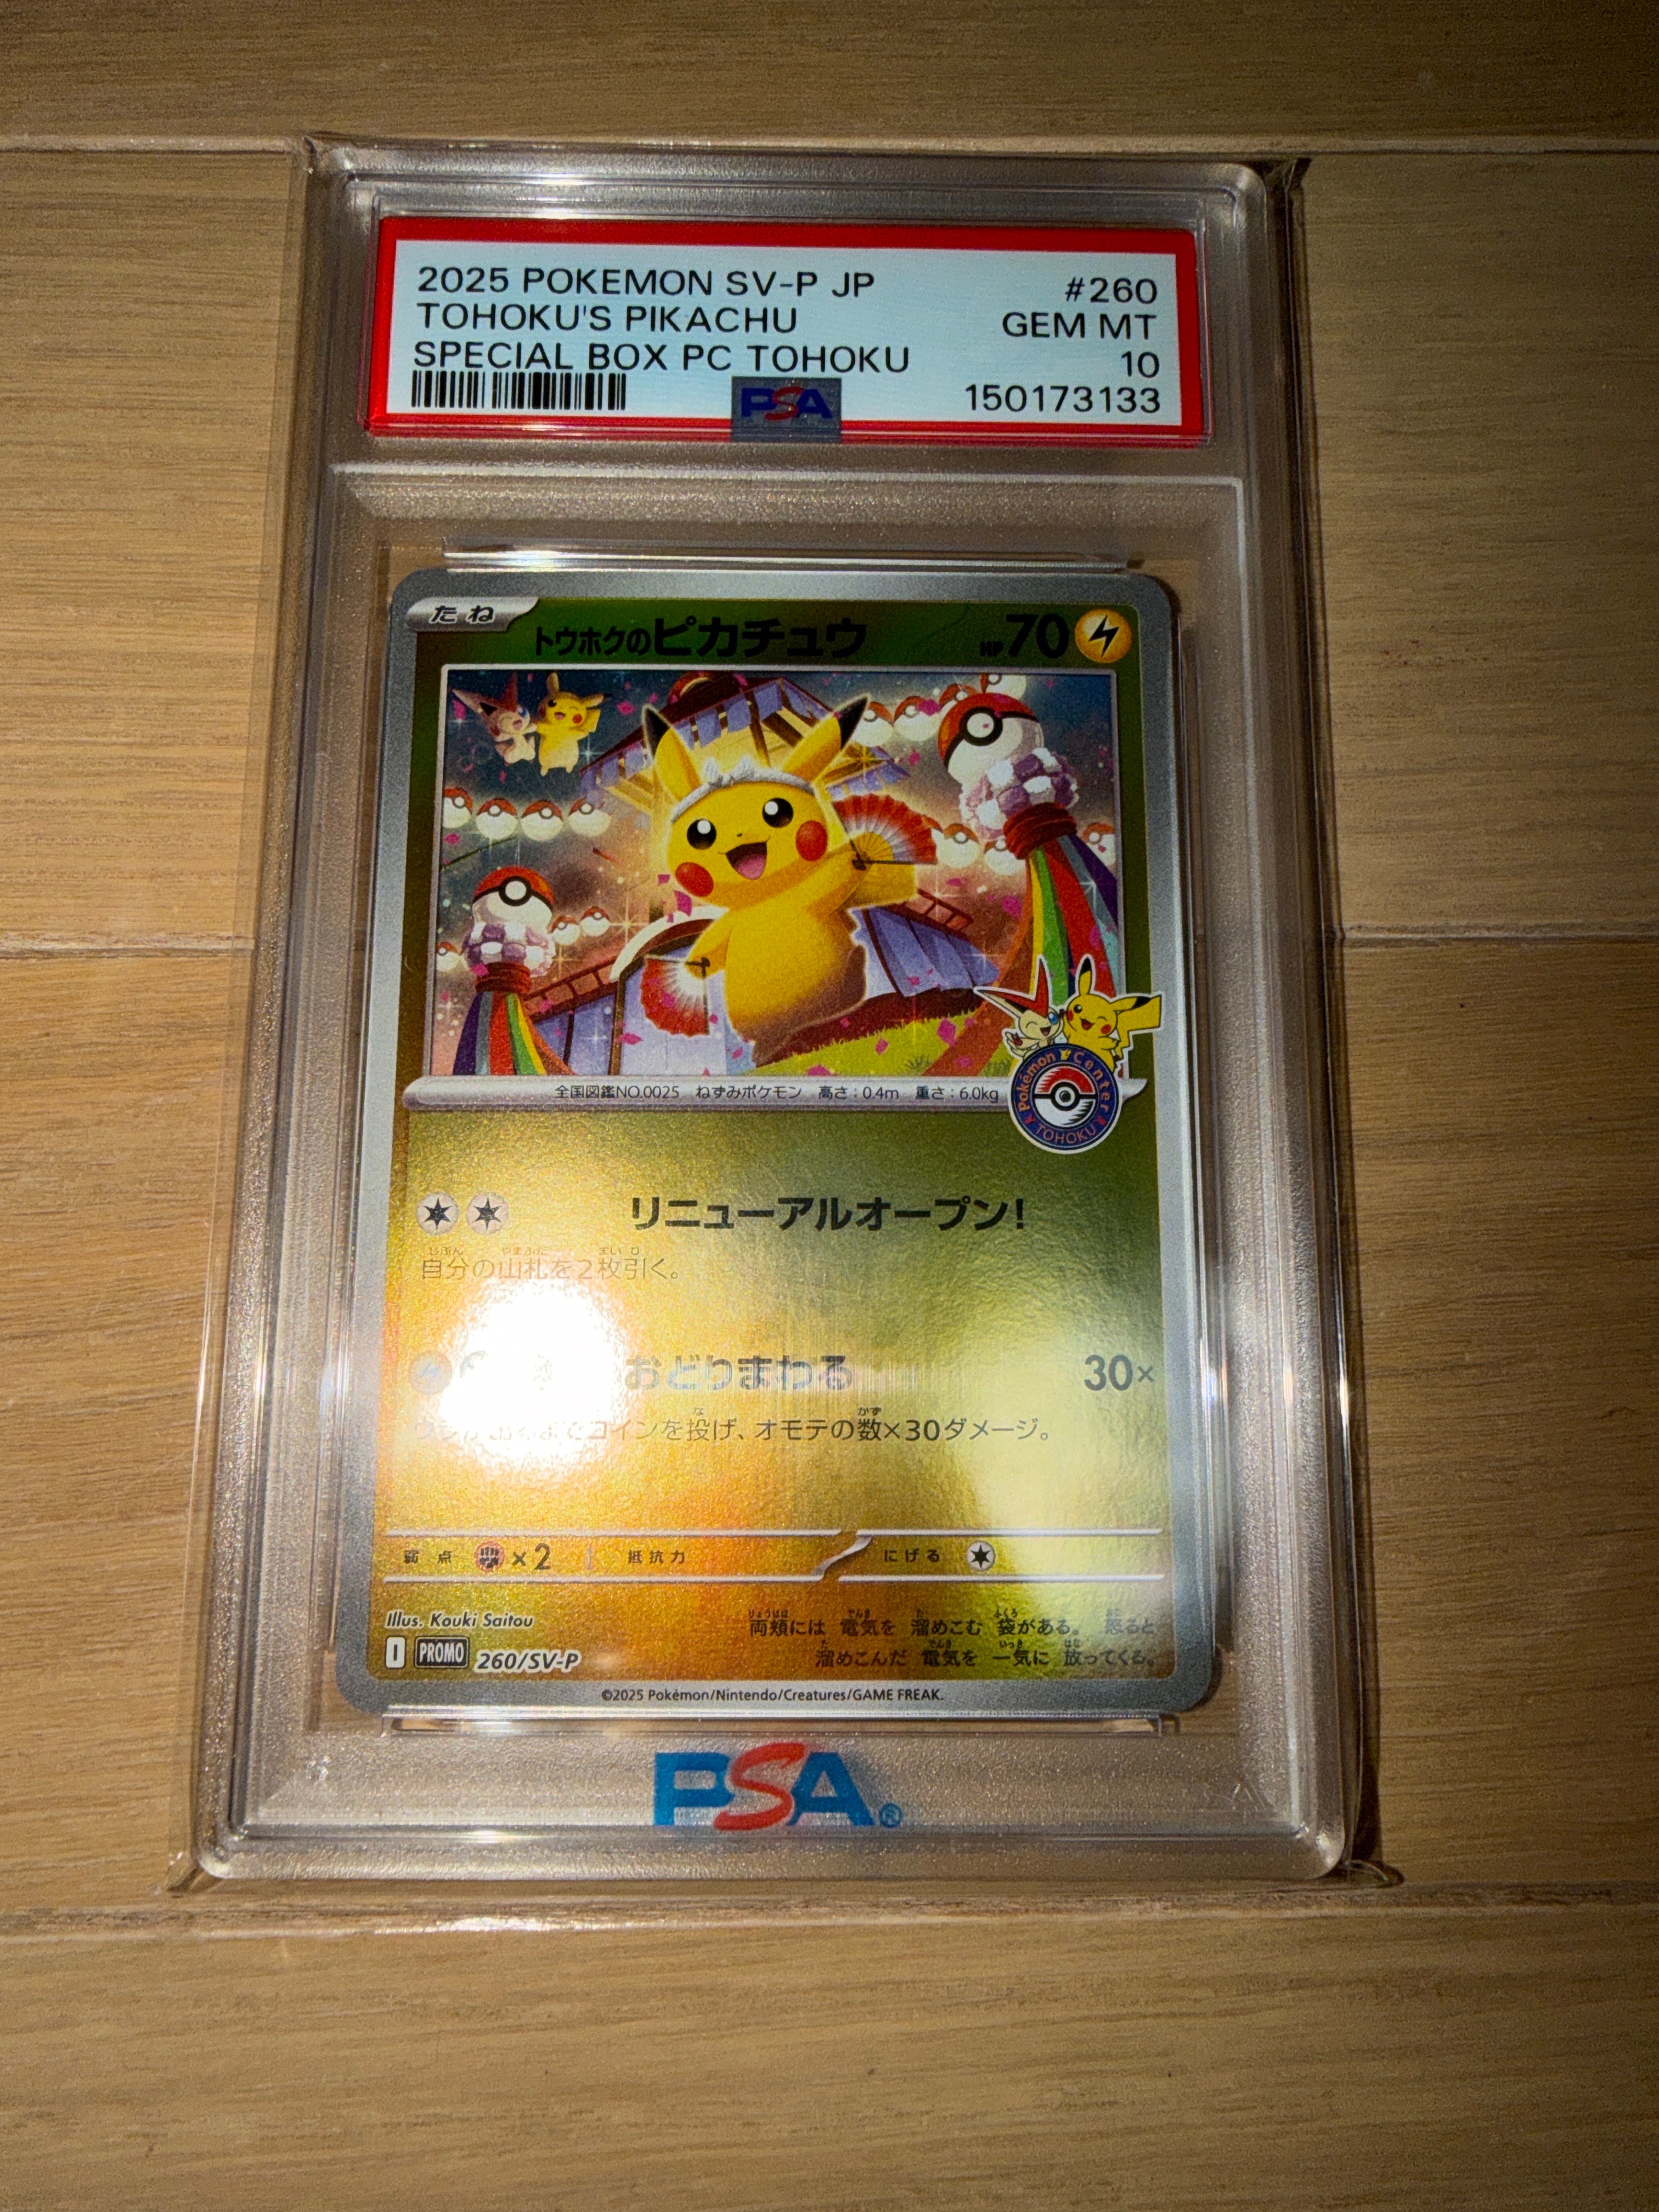 2025 POKEMON SV-P JP #260
TOHOKU'S PIKACHU GEM MT
SPECIAL BOX PC TOHOKU 10
PSA 150173133
たね トウホクのピカチュウ HP70
全国図鑑NO.0025 ねずみポケモン 高さ:0.4m 重さ:6.0kg
Pokémon Center
TOHOKU
リニューアルオープン!
自分の山札を2枚引く。
おどりまわる 30×
コインを投げ、オモテの数×30ダメージ。
弱点 ×2 抵抗力 にげる
Illus. Kouki Saitou
両頬には 電気を 溜めこむ 袋がある。 怒ると
I PROMO 260/SV-P 溜めこんだ 電気を 一気に 放ってくる。
©2025 Pokémon/Nintendo/Creatures/GAME FREAK.
PSA®